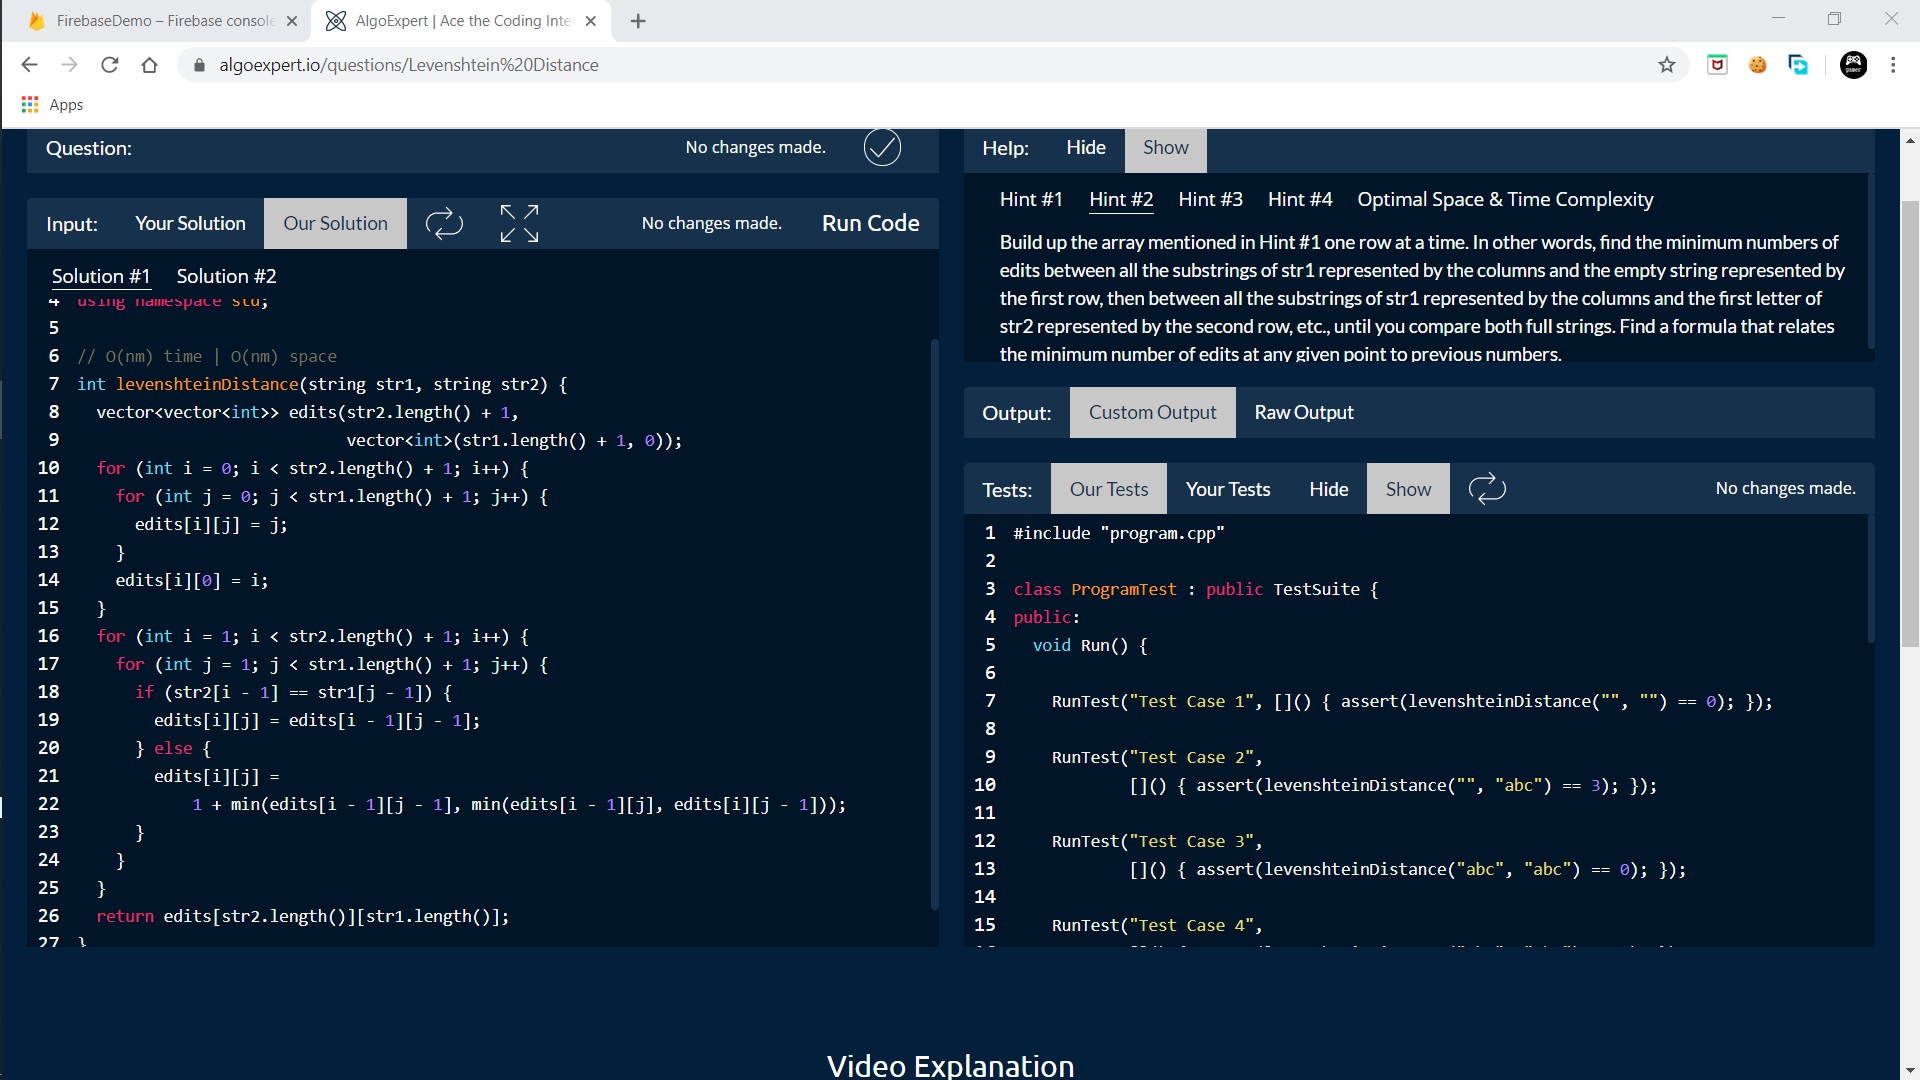 FirebaseDemo – Firebase console
AlgoExpert | Ace the Coding Inte
algoexpert.io/questions/Levenshtein%20Distance
Apps
Question:
No changes made.
Input:
Your Solution
Our Solution
No changes made.
Run Code
Solution #1
Solution #2
4 using namespace std;
5
6 // O(nm) time | O(nm) space
7 int levenshteinDistance(string str1, string str2) {
8 vector<vector<int>> edits(str2.length() + 1,
9 vector<int>(str1.length() + 1, 0));
10 for (int i = 0; i < str2.length() + 1; i++) {
11 for (int j = 0; j < str1.length() + 1; j++) {
12 edits[i][j] = j;
13 }
14 edits[i][0] = i;
15 }
16 for (int i = 1; i < str2.length() + 1; i++) {
17 for (int j = 1; j < str1.length() + 1; j++) {
18 if (str2[i - 1] == str1[j - 1]) {
19 edits[i][j] = edits[i - 1][j - 1];
20 } else {
21 edits[i][j] =
22 1 + min(edits[i - 1][j - 1], min(edits[i - 1][j], edits[i][j - 1]));
23 }
24 }
25 }
26 return edits[str2.length()][str1.length()];
27 }
Help:
Hide
Show
Hint #1
Hint #2
Hint #3
Hint #4
Optimal Space & Time Complexity
Build up the array mentioned in Hint #1 one row at a time. In other words, find the minimum numbers of
edits between all the substrings of str1 represented by the columns and the empty string represented by
the first row, then between all the substrings of str1 represented by the columns and the first letter of
str2 represented by the second row, etc., until you compare both full strings. Find a formula that relates
the minimum number of edits at any given point to previous numbers.
Output:
Custom Output
Raw Output
Tests:
Our Tests
Your Tests
Hide
Show
No changes made.
1 #include "program.cpp"
2
3 class ProgramTest : public TestSuite {
4 public:
5 void Run() {
6
7 RunTest("Test Case 1", []() { assert(levenshteinDistance("", "") == 0); });
8
9 RunTest("Test Case 2",
10 []() { assert(levenshteinDistance("", "abc") == 3); });
11
12 RunTest("Test Case 3",
13 []() { assert(levenshteinDistance("abc", "abc") == 0); });
14
15 RunTest("Test Case 4",
Video Explanation